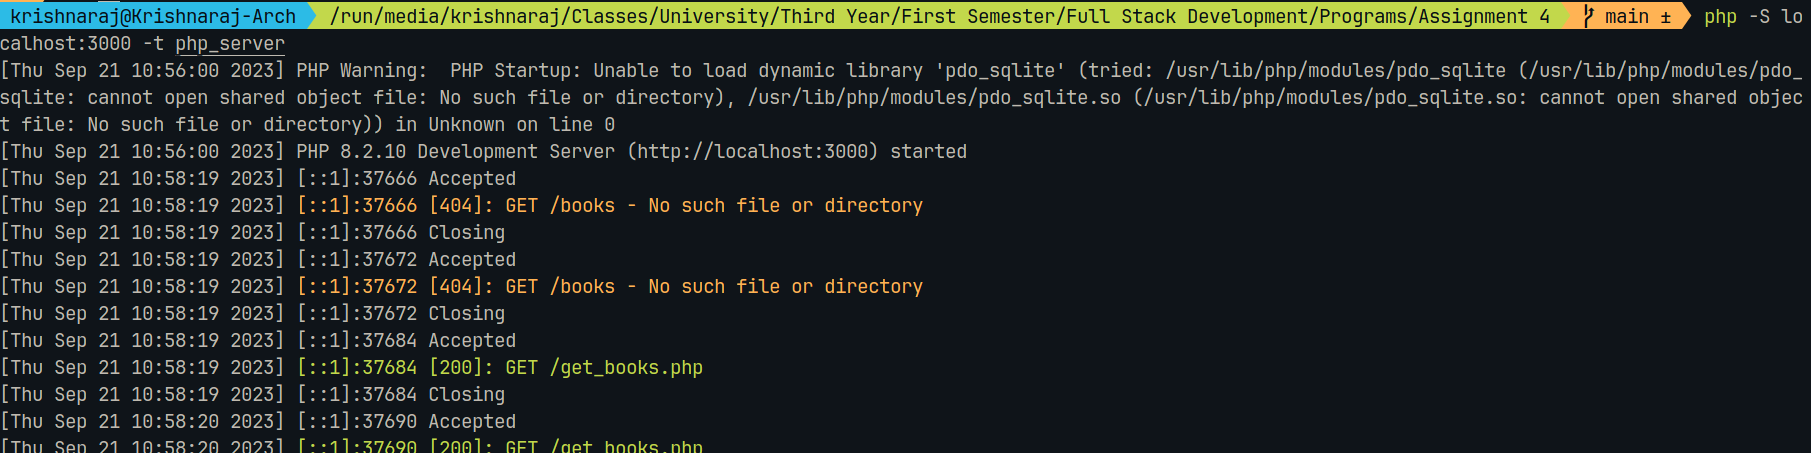 krishnaraj@Krishnaraj-Arch /run/media/krishnaraj/Classes/University/Third Year/First Semester/Full Stack Development/Programs/Assignment 4 main ± php -S lo
calhost:3000 -t php_server
[Thu Sep 21 10:56:00 2023] PHP Warning:  PHP Startup: Unable to load dynamic library 'pdo_sqlite' (tried: /usr/lib/php/modules/pdo_sqlite (/usr/lib/php/modules/pdo_
sqlite: cannot open shared object file: No such file or directory), /usr/lib/php/modules/pdo_sqlite.so (/usr/lib/php/modules/pdo_sqlite.so: cannot open shared objec
t file: No such file or directory)) in Unknown on line 0
[Thu Sep 21 10:56:00 2023] PHP 8.2.10 Development Server (http://localhost:3000) started
[Thu Sep 21 10:58:19 2023] [::1]:37666 Accepted
[Thu Sep 21 10:58:19 2023] [::1]:37666 [404]: GET /books - No such file or directory
[Thu Sep 21 10:58:19 2023] [::1]:37666 Closing
[Thu Sep 21 10:58:19 2023] [::1]:37672 Accepted
[Thu Sep 21 10:58:19 2023] [::1]:37672 [404]: GET /books - No such file or directory
[Thu Sep 21 10:58:19 2023] [::1]:37672 Closing
[Thu Sep 21 10:58:19 2023] [::1]:37684 Accepted
[Thu Sep 21 10:58:19 2023] [::1]:37684 [200]: GET /get_books.php
[Thu Sep 21 10:58:19 2023] [::1]:37684 Closing
[Thu Sep 21 10:58:20 2023] [::1]:37690 Accepted
[Thu Sep 21 10:58:20 2023] [::1]:37690 [200]: GET /get_books.php